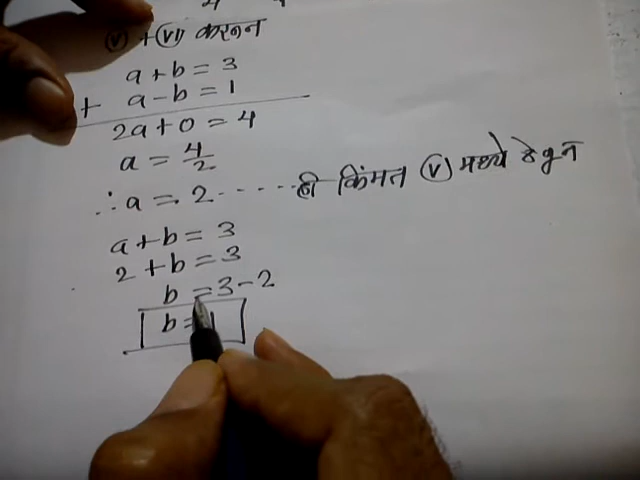 (V) + (VI) करून
a + b = 3
+ a - b = 1
2a + 0 = 4
a = 4/2
∴ a = 2 ...... ही किंमत (V) मध्ये ठेवून
a + b = 3
2 + b = 3
b = 3 - 2
b = 1